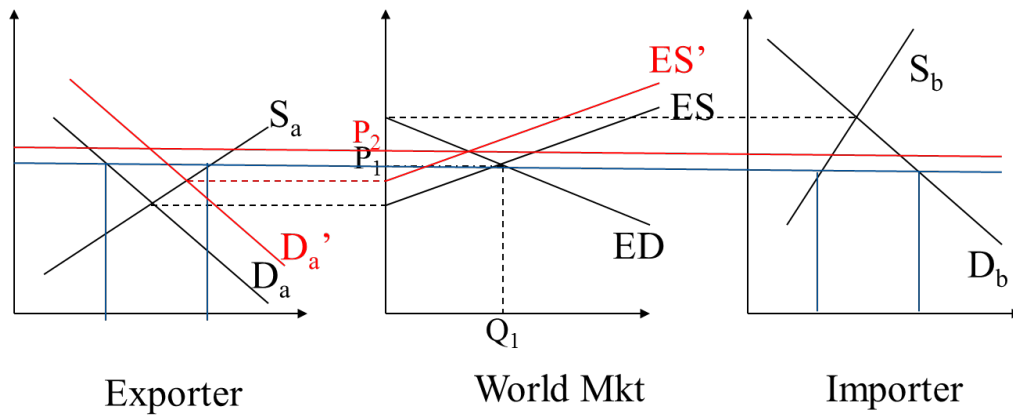 ES’
S_b
ES
S_a
P_2
P_1
D_a’
ED
D_a
D_b
Q_1
Exporter
World Mkt
Importer